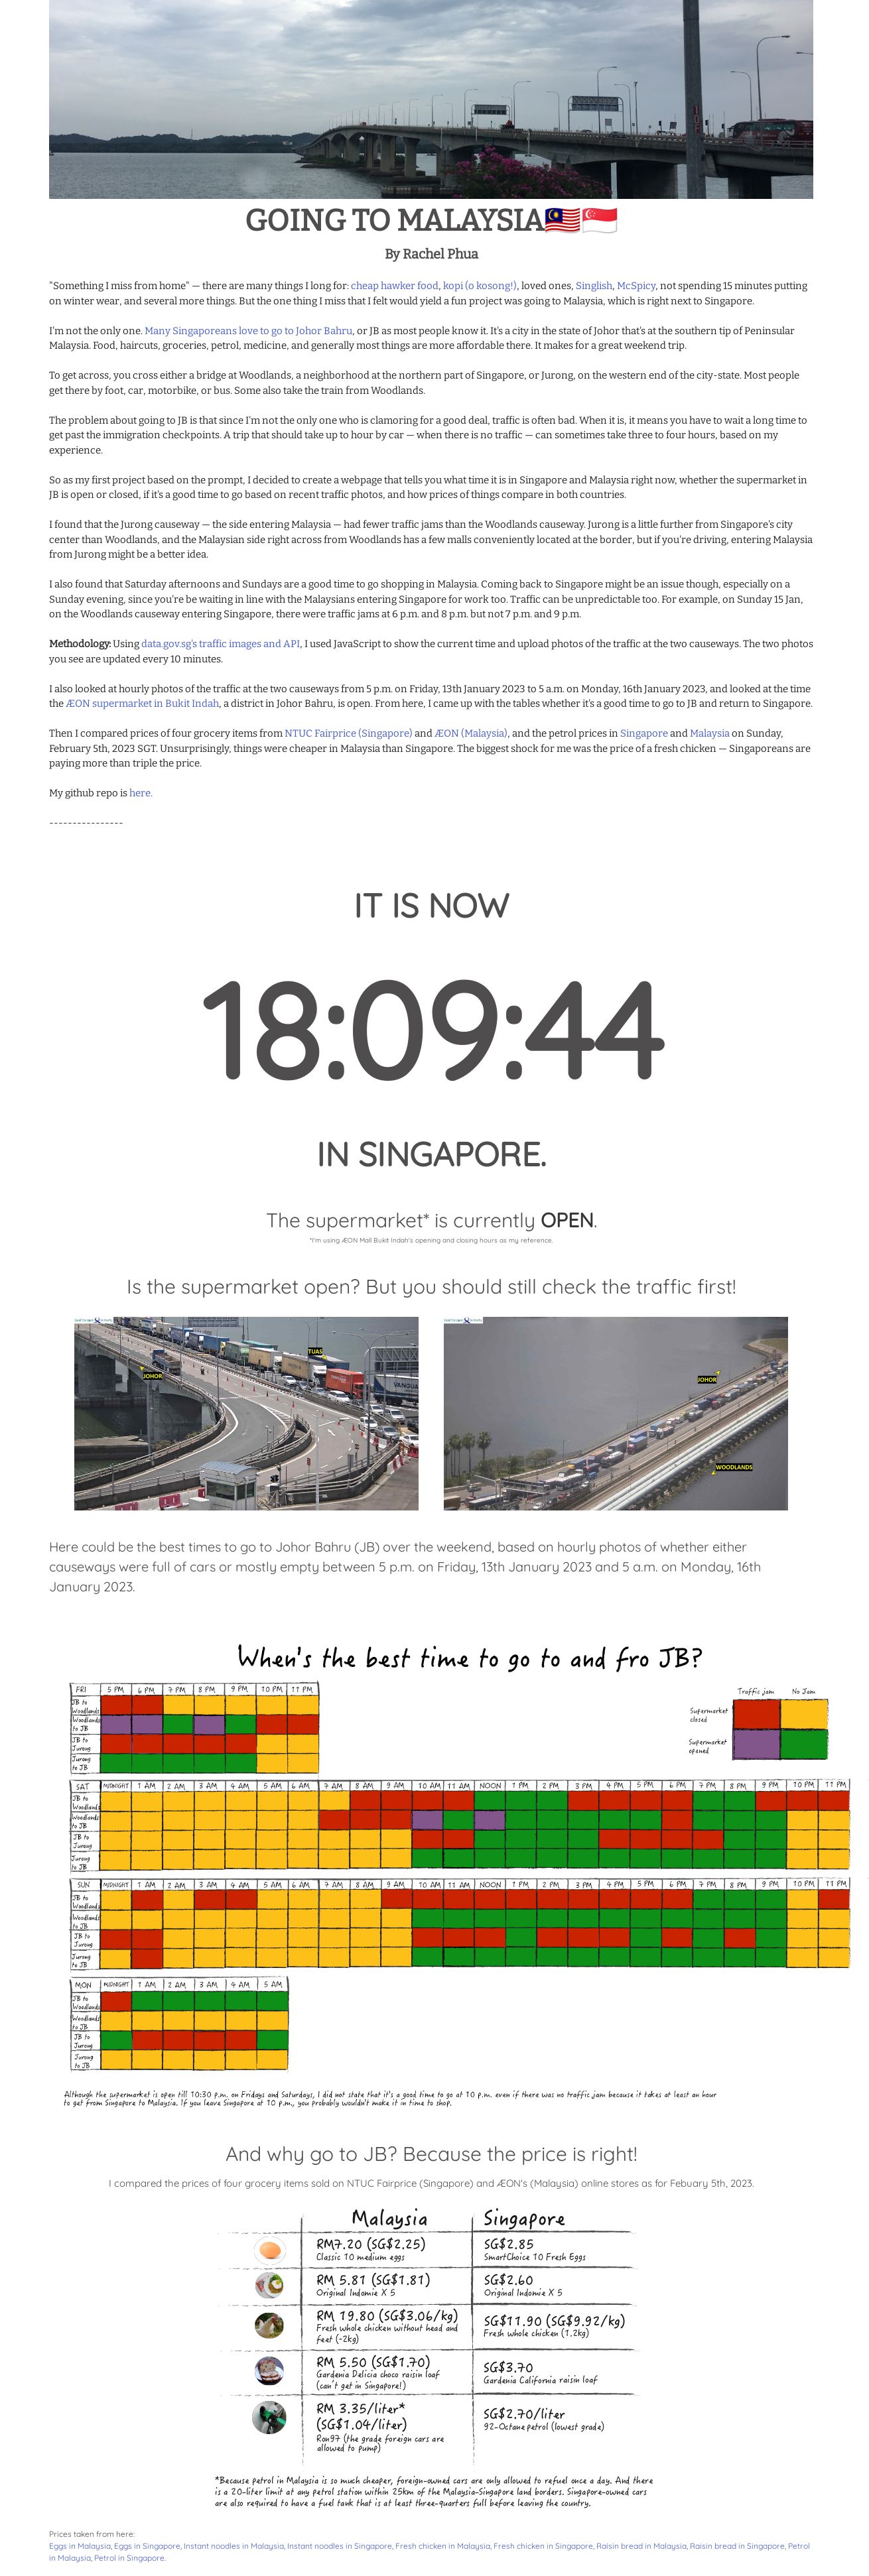 GOING TO MALAYSIA🇲🇾🇸🇬
By Rachel Phua
"Something I miss from home" — there are many things I long for: cheap hawker food, kopi (o kosong!), loved ones, Singlish, McSpicy, not spending 15 minutes putting
on winter wear, and several more things. But the one thing I miss that I felt would yield a fun project was going to Malaysia, which is right next to Singapore.
I'm not the only one. Many Singaporeans love to go to Johor Bahru, or JB as most people know it. It's a city in the state of Johor that's at the southern tip of Peninsular
Malaysia. Food, haircuts, groceries, petrol, medicine, and generally most things are more affordable there. It makes for a great weekend trip.
To get across, you cross either a bridge at Woodlands, a neighborhood at the northern part of Singapore, or Jurong, on the western end of the city-state. Most people
get there by foot, car, motorbike, or bus. Some also take the train from Woodlands.
The problem about going to JB is that since I'm not the only one who is clamoring for a good deal, traffic is often bad. When it is, it means you have to wait a long time to
get past the immigration checkpoints. A trip that should take up to hour by car — when there is no traffic — can sometimes take three to four hours, based on my
experience.
So as my first project based on the prompt, I decided to create a webpage that tells you what time it is in Singapore and Malaysia right now, whether the supermarket in
JB is open or closed, if it's a good time to go based on recent traffic photos, and how prices of things compare in both countries.
I found that the Jurong causeway — the side entering Malaysia — had fewer traffic jams than the Woodlands causeway. Jurong is a little further from Singapore's city
center than Woodlands, and the Malaysian side right across from Woodlands has a few malls conveniently located at the border, but if you're driving, entering Malaysia
from Jurong might be a better idea.
I also found that Saturday afternoons and Sundays are a good time to go shopping in Malaysia. Coming back to Singapore might be an issue though, especially on a
Sunday evening, since you're be waiting in line with the Malaysians entering Singapore for work too. Traffic can be unpredictable too. For example, on Sunday 15 Jan,
on the Woodlands causeway entering Singapore, there were traffic jams at 6 p.m. and 8 p.m. but not 7 p.m. and 9 p.m.
Methodology: Using data.gov.sg's traffic images and API, I used JavaScript to show the current time and upload photos of the traffic at the two causeways. The two photos
you see are updated every 10 minutes.
I also looked at hourly photos of the traffic at the two causeways from 5 p.m. on Friday, 13th January 2023 to 5 a.m. on Monday, 16th January 2023, and looked at the time
the ÆON supermarket in Bukit Indah, a district in Johor Bahru, is open. From here, I came up with the tables whether it's a good time to go to JB and return to Singapore.
Then I compared prices of four grocery items from NTUC Fairprice (Singapore) and ÆON (Malaysia), and the petrol prices in Singapore and Malaysia on Sunday,
February 5th, 2023 SGT. Unsurprisingly, things were cheaper in Malaysia than Singapore. The biggest shock for me was the price of a fresh chicken — Singaporeans are
paying more than triple the price.
My github repo is here.
----------------
IT IS NOW
18:09:44
IN SINGAPORE.
The supermarket* is currently OPEN.
*I'm using ÆON Mall Bukit Indah's opening and closing hours as my reference.
Is the supermarket open? But you should still check the traffic first!
JOHOR TUAS
VANGUA
JOHOR
WOODLANDS
Here could be the best times to go to Johor Bahru (JB) over the weekend, based on hourly photos of whether either
causeways were full of cars or mostly empty between 5 p.m. on Friday, 13th January 2023 and 5 a.m. on Monday, 16th
January 2023.
When's the best time to go to and fro JB?
Traffic jam No Jam
Supermarket closed
Supermarket opened
FRI 5 PM 6 PM 7 PM 8 PM 9 PM 10 PM 11 PM
JB to Woodlands
Woodlands to JB
JB to Jurong
Jurong to JB
SAT MIDNIGHT 1 AM 2 AM 3 AM 4 AM 5 AM 6 AM 7 AM 8 AM 9 AM 10 AM 11 AM NOON 1 PM 2 PM 3 PM 4 PM 5 PM 6 PM 7 PM 8 PM 9 PM 10 PM 11 PM
JB to Woodlands
Woodlands to JB
JB to Jurong
Jurong to JB
SUN MIDNIGHT 1 AM 2 AM 3 AM 4 AM 5 AM 6 AM 7 AM 8 AM 9 AM 10 AM 11 AM NOON 1 PM 2 PM 3 PM 4 PM 5 PM 6 PM 7 PM 8 PM 9 PM 10 PM 11 PM
JB to Woodlands
Woodlands to JB
JB to Jurong
Jurong to JB
MON MIDNIGHT 1 AM 2 AM 3 AM 4 AM 5 AM
JB to Woodlands
Woodlands to JB
JB to Jurong
Jurong to JB
Although the supermarket is open till 10:30 p.m. on Fridays and Saturdays, I did not state that it's a good time to go at 10 p.m. even if there was no traffic jam because it takes at least an hour
to get from Singapore to Malaysia. If you leave Singapore at 10 p.m., you probably wouldn't make it in time to shop.
And why go to JB? Because the price is right!
I compared the prices of four grocery items sold on NTUC Fairprice (Singapore) and ÆON's (Malaysia) online stores as for Febuary 5th, 2023.
Malaysia Singapore
RM7.20 (SG$2.25) SG$2.85
Classic 10 medium eggs SmartChoice 10 Fresh Eggs
RM 5.81 (SG$1.81) SG$2.60
Original Indomie X 5 Original Indomie X 5
RM 19.80 (SG$3.06/kg) SG$11.90 (SG$9.92/kg)
Fresh whole chicken without head and Fresh whole chicken (1.2kg)
feet (~2kg)
RM 5.50 (SG$1.70) SG$3.70
Gardenia Delicia choco raisin loaf Gardenia California raisin loaf
(can't get in Singapore!)
RM 3.35/liter* SG$2.70/liter
(SG$1.04/liter) 92-Octane petrol (lowest grade)
Ron97 (the grade foreign cars are
allowed to pump)
*Because petrol in Malaysia is so much cheaper, foreign-owned cars are only allowed to refuel once a day. And there
is a 20-liter limit at any petrol station within 25km of the Malaysia-Singapore land borders. Singapore-owned cars
are also required to have a fuel tank that is at least three-quarters full before leaving the country.
Prices taken from here:
Eggs in Malaysia, Eggs in Singapore, Instant noodles in Malaysia, Instant noodles in Singapore, Fresh chicken in Malaysia, Fresh chicken in Singapore, Raisin bread in Malaysia, Raisin bread in Singapore, Petrol
in Malaysia, Petrol in Singapore.